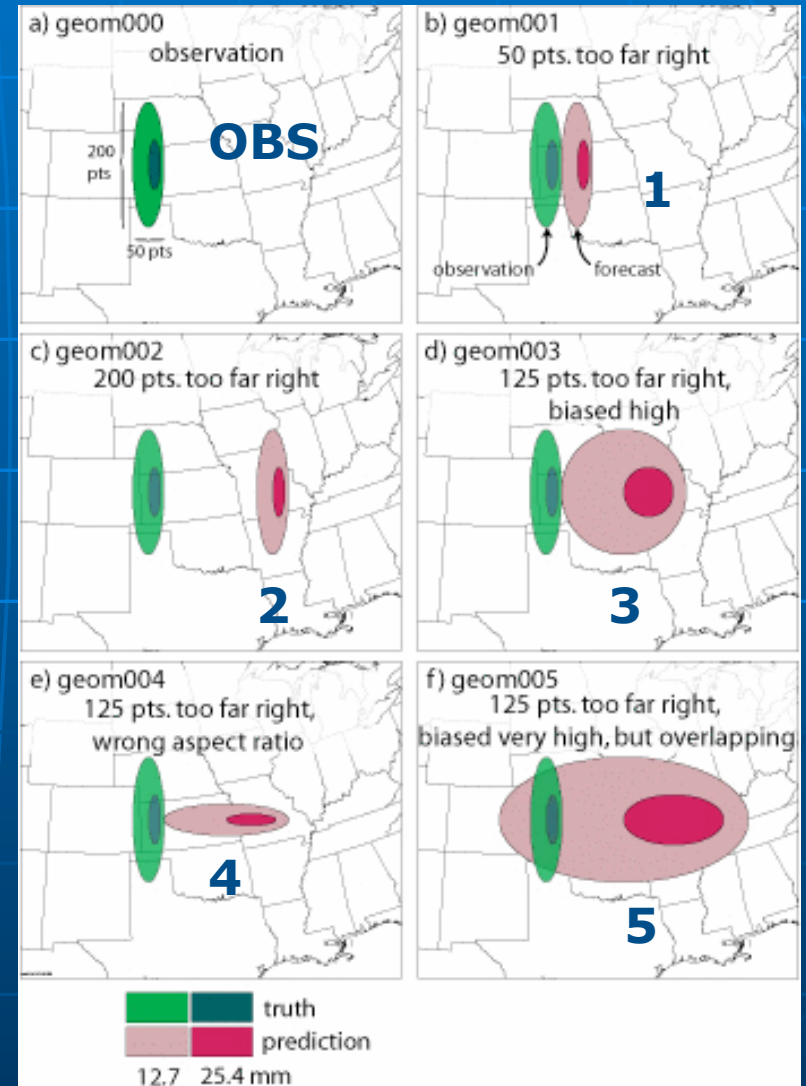 a) geom000
observation
OBS
200
pts
50 pts
b) geom001
50 pts. too far right
1
observation
forecast
c) geom002
200 pts. too far right
2
d) geom003
125 pts. too far right,
biased high
3
e) geom004
125 pts. too far right,
wrong aspect ratio
4
f) geom005
125 pts. too far right,
biased very high, but overlapping
5
truth
prediction
12.7 25.4 mm